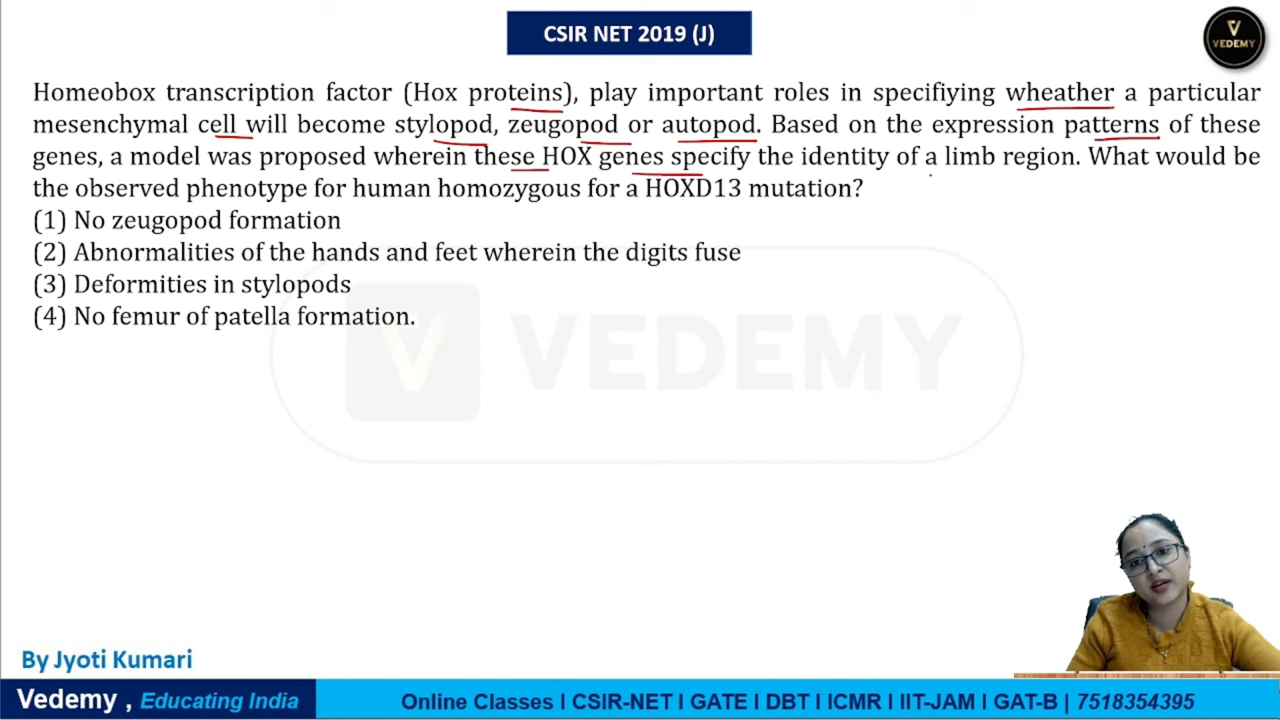 CSIR NET 2019 (J)
V
VEDEMY
Homeobox transcription factor (Hox proteins), play important roles in specifiying wheather a particular
mesenchymal cell will become stylopod, zeugopod or autopod. Based on the expression patterns of these
genes, a model was proposed wherein these HOX genes specify the identity of a limb region. What would be
the observed phenotype for human homozygous for a HOXD13 mutation?
(1) No zeugopod formation
(2) Abnormalities of the hands and feet wherein the digits fuse
(3) Deformities in stylopods
(4) No femur of patella formation.
V VEDEMY
By Jyoti Kumari
Vedemy , Educating India
Online Classes I CSIR-NET I GATE I DBT I ICMR I IIT-JAM I GAT-B | 7518354395